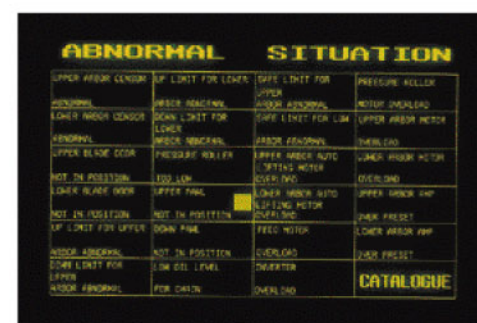 ABNORMAL SITUATION
UPPER ARBOR CENSOR
ABNORMAL
UP LIMIT FOR LOWER
ARBOR ABNORMAL
SAFE LIMIT FOR
UPPER
ARBOR ABNORMAL
PRESSURE ROLLER
MOTOR OVERLOAD
LOWER ARBOR CENSOR
ABNORMAL
DOWN LIMIT FOR
LOWER
ARBOR ABNORMAL
SAFE LIMIT FOR LOW
ARBOR ABNORMAL
UPPER ARBOR MOTOR
OVERLOAD
UPPER BLADE DOOR
NOT IN POSITION
PRESSURE ROLLER
TOO LOW
UPPER ARBOR AUTO
LIFTING MOTOR
OVERLOAD
LOWER ARBOR MOTOR
OVERLOAD
LOWER BLADE DOOR
NOT IN POSITION
UPPER PAWL
NOT IN POSITION
LOWER ARBOR AUTO
LIFTING MOTOR
OVERLOAD
UPPER ARBOR AMP
OVER PRESET
UP LIMIT FOR UPPER
ARBOR ABNORMAL
DOWN PAWL
NOT IN POSITION
FEED MOTOR
OVERLOAD
LOWER ARBOR AMP
OVER PRESET
DOWN LIMIT FOR
UPPER
ARBOR ABNORMAL
LOW OIL LEVEL
FOR CHAIN
INVERTER
OVERLOAD
CATALOGUE